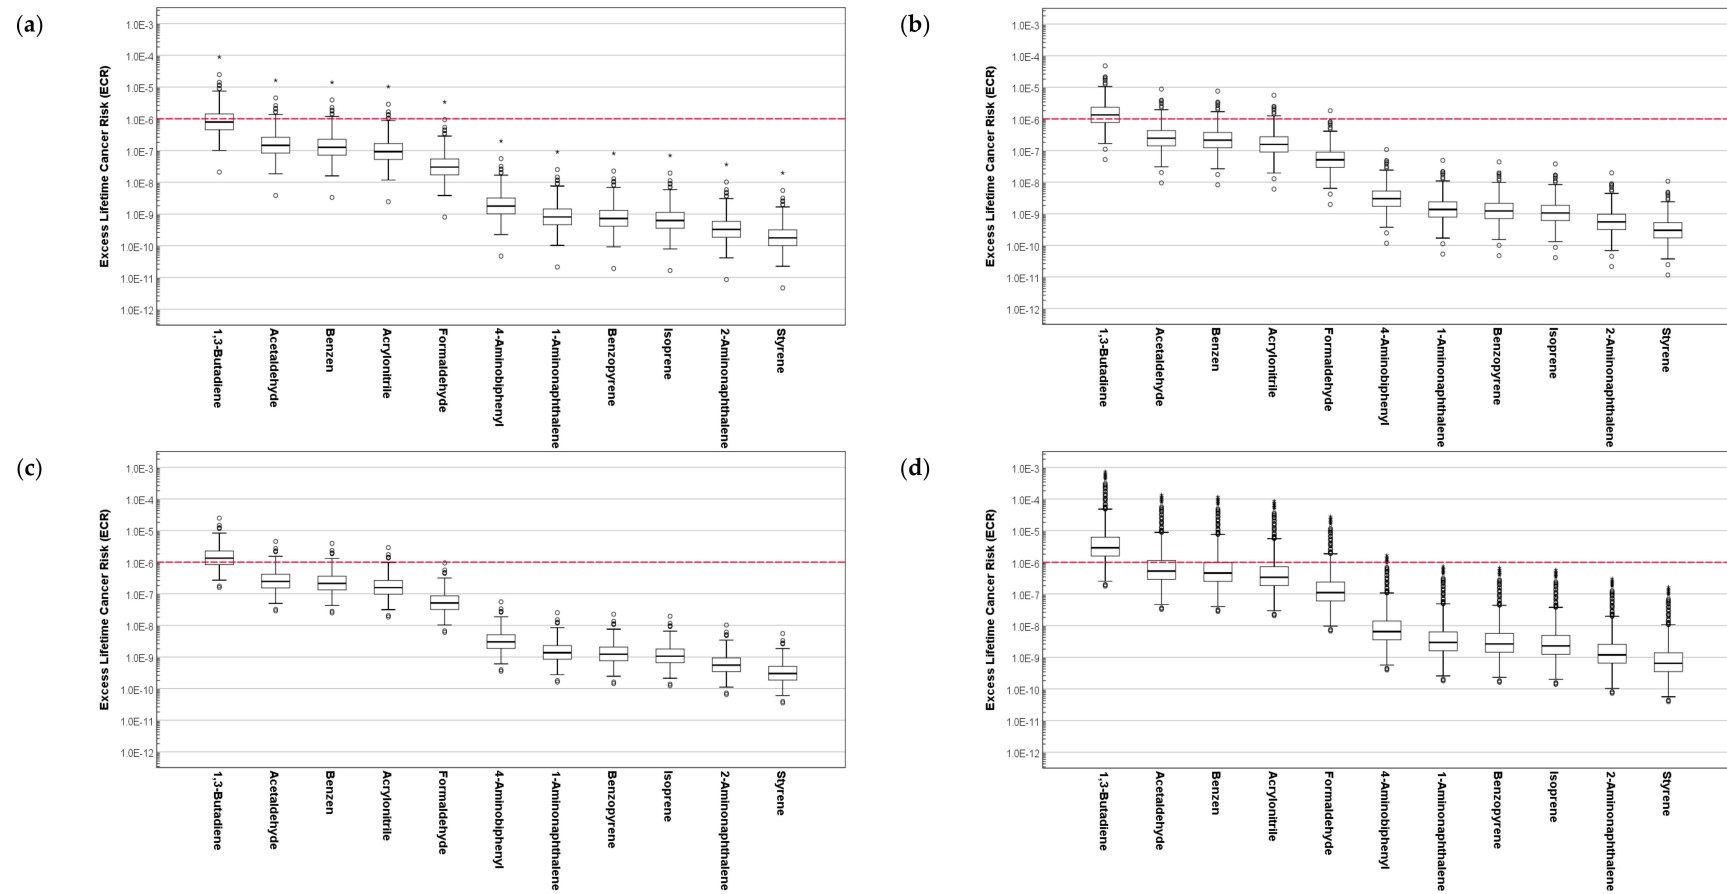 (a)
Excess Lifetime Cancer Risk (ECR)
1.0E-3
1.0E-4
1.0E-5
1.0E-6
1.0E-7
1.0E-8
1.0E-9
1.0E-10
1.0E-11
1.0E-12
1,3-Butadiene
Acetaldehyde
Benzen
Acrylonitrile
Formaldehyde
4-Aminobiphenyl
1-Aminonaphthalene
Benzopyrene
Isoprene
2-Aminonaphthalene
Styrene
(b)
Excess Lifetime Cancer Risk (ECR)
1.0E-3
1.0E-4
1.0E-5
1.0E-6
1.0E-7
1.0E-8
1.0E-9
1.0E-10
1.0E-11
1.0E-12
1,3-Butadiene
Acetaldehyde
Benzen
Acrylonitrile
Formaldehyde
4-Aminobiphenyl
1-Aminonaphthalene
Benzopyrene
Isoprene
2-Aminonaphthalene
Styrene
(c)
Excess Lifetime Cancer Risk (ECR)
1.0E-3
1.0E-4
1.0E-5
1.0E-6
1.0E-7
1.0E-8
1.0E-9
1.0E-10
1.0E-11
1.0E-12
1,3-Butadiene
Acetaldehyde
Benzen
Acrylonitrile
Formaldehyde
4-Aminobiphenyl
1-Aminonaphthalene
Benzopyrene
Isoprene
2-Aminonaphthalene
Styrene
(d)
Excess Lifetime Cancer Risk (ECR)
1.0E-3
1.0E-4
1.0E-5
1.0E-6
1.0E-7
1.0E-8
1.0E-9
1.0E-10
1.0E-11
1.0E-12
1,3-Butadiene
Acetaldehyde
Benzen
Acrylonitrile
Formaldehyde
4-Aminobiphenyl
1-Aminonaphthalene
Benzopyrene
Isoprene
2-Aminonaphthalene
Styrene